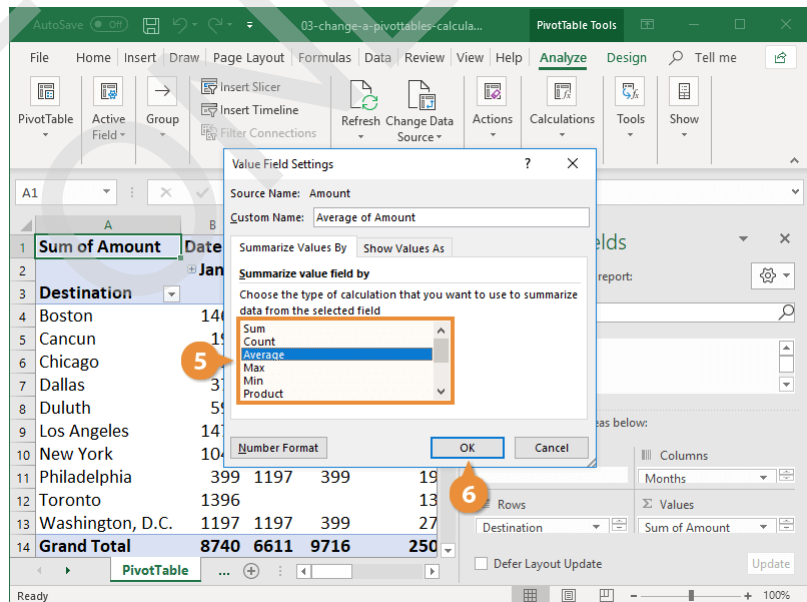 AutoSave Off 03-change-a-pivottables-calcula... PivotTable Tools
File Home Insert Draw Page Layout Formulas Data Review View Help Analyze Design Tell me
Insert Slicer
Insert Timeline
Filter Connections
PivotTable Active Field Group Refresh Change Data Source Actions Calculations Tools Show
A1
Value Field Settings ? ×
Source Name: Amount
Custom Name: Average of Amount
Summarize Values By Show Values As
Summarize value field by
Choose the type of calculation that you want to use to summarize
data from the selected field
Sum
Count
Average
Max
Min
Product
5
Number Format OK Cancel
6
A B
1 Sum of Amount Date
2 Jan
3 Destination
4 Boston
5 Cancun
6 Chicago
7 Dallas
8 Duluth
9 Los Angeles
10 New York
11 Philadelphia 399 1197 399 19
12 Toronto 1396 13
13 Washington, D.C. 1197 1197 399 27
14 Grand Total 8740 6611 9716 250
elds
report:
eas below:
Columns
Months
Rows
Destination
Σ Values
Sum of Amount
Defer Layout Update Update
PivotTable ...
Ready 100%